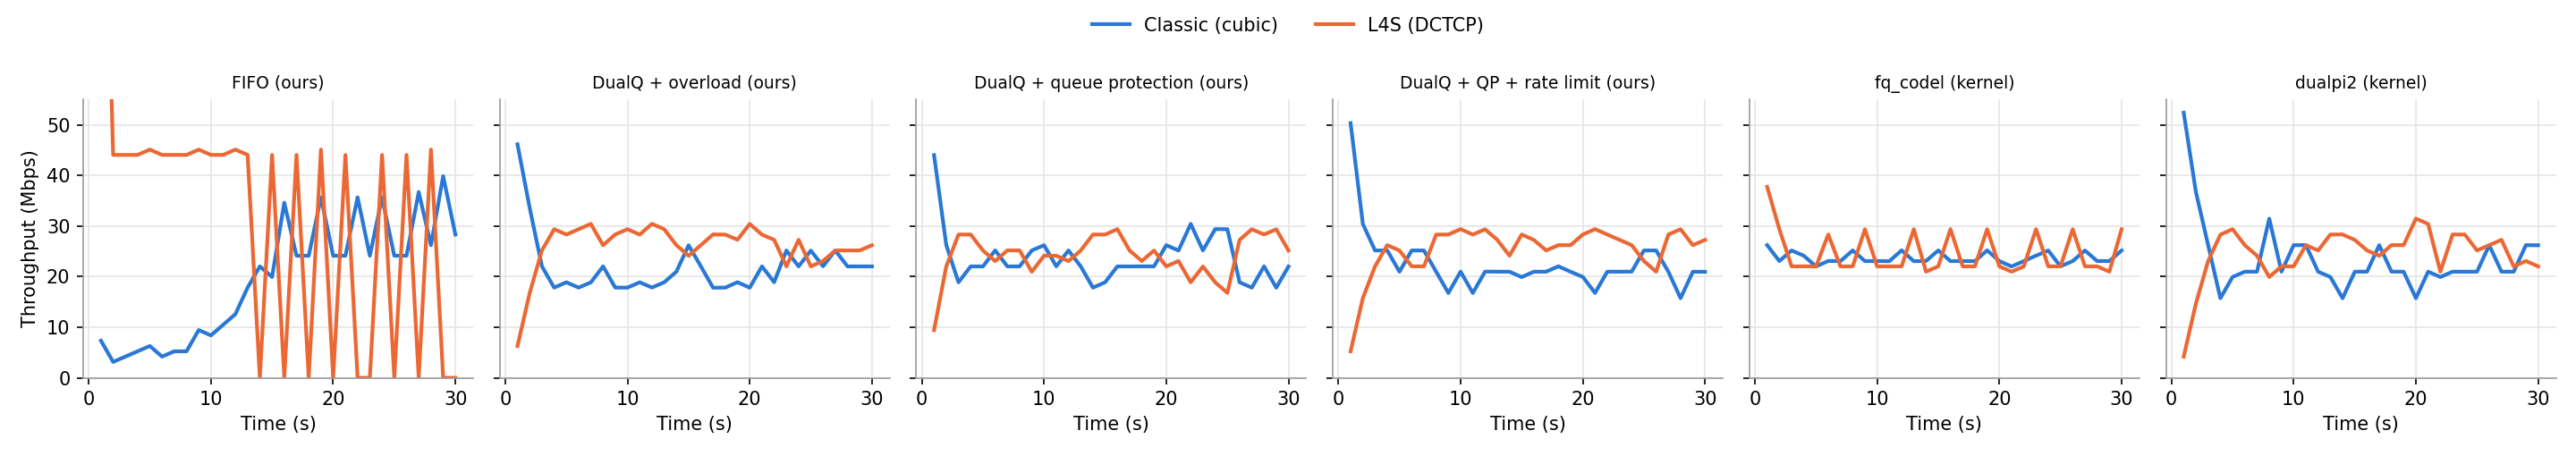 Classic (cubic) L4S (DCTCP)
FIFO (ours) DualQ + overload (ours) DualQ + queue protection (ours) DualQ + QP + rate limit (ours) fq_codel (kernel) dualpi2 (kernel)
Throughput (Mbps)
50
40
30
20
10
0
0 10 20 30 0 10 20 30 0 10 20 30 0 10 20 30 0 10 20 30 0 10 20 30
Time (s) Time (s) Time (s) Time (s) Time (s) Time (s)